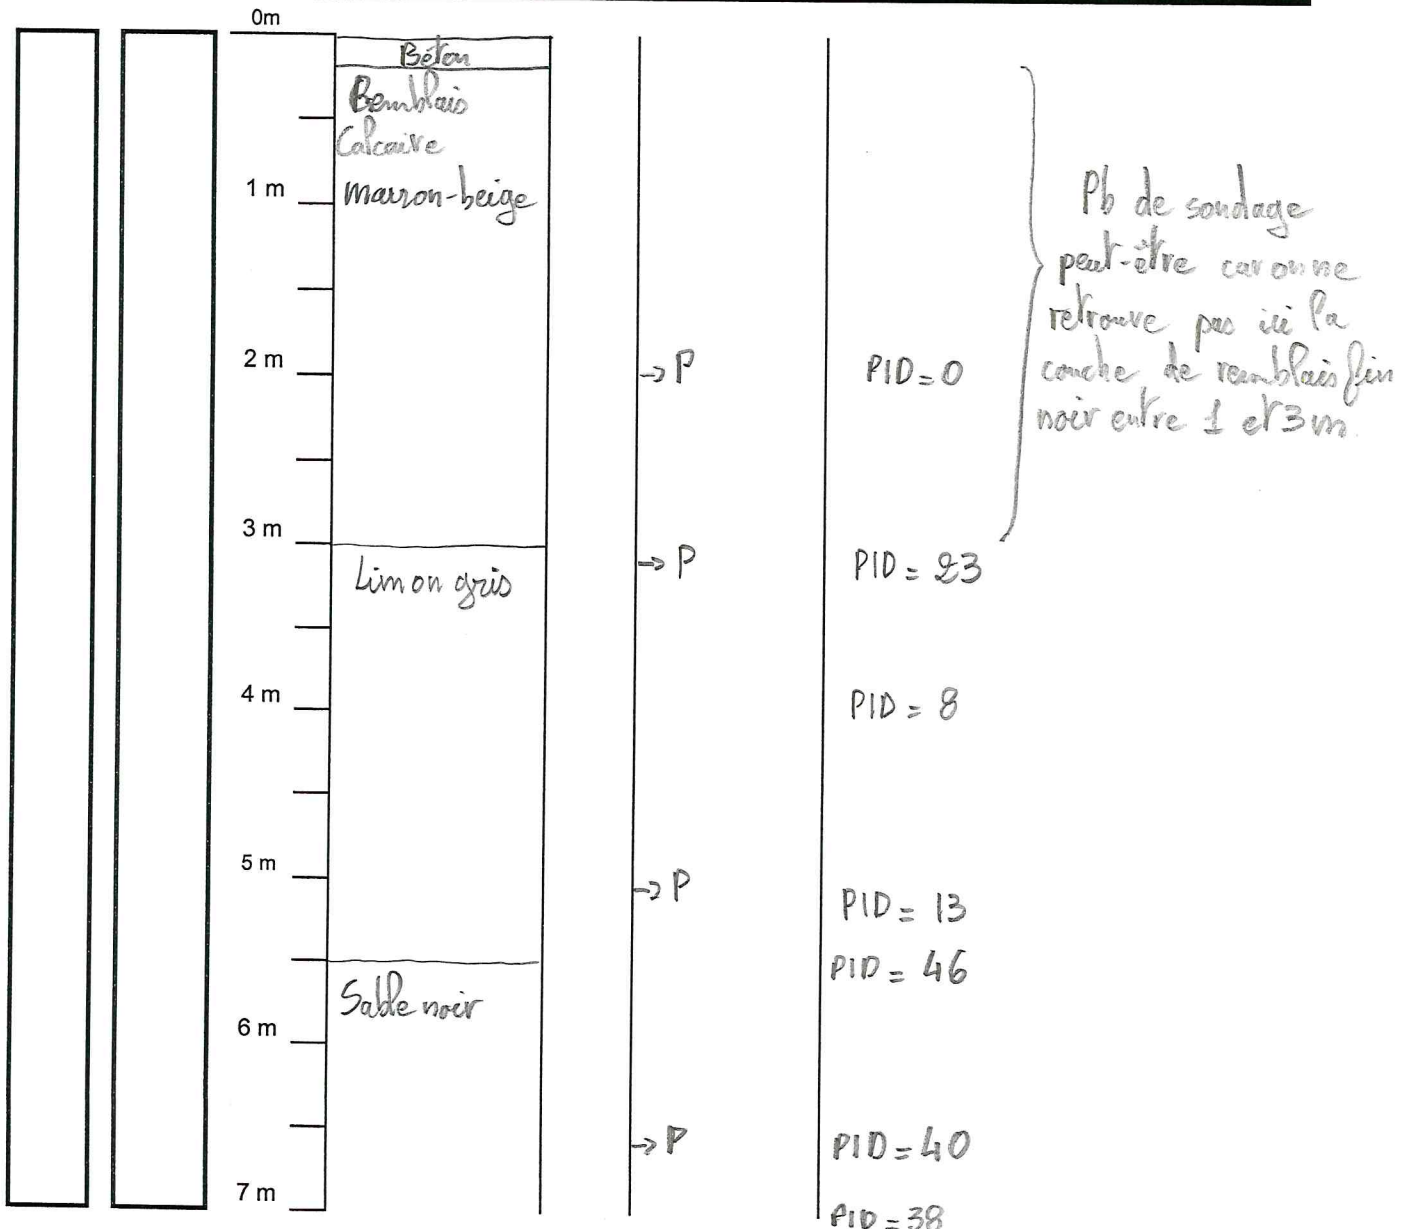 0m
Béton
Remblais
Calcaire
1 m
marron-beige
Pb de sondage
peut-être car on ne
retrouve pas ici la
couche de remblais fin
noir entre 1 et 3 m.
2 m
→ P
PID = 0
3 m
→ P
PID = 23
Limon gris
4 m
PID = 8
5 m
→ P
PID = 13
PID = 46
Sable noir
6 m
→ P
PID = 40
7 m
PID = 38